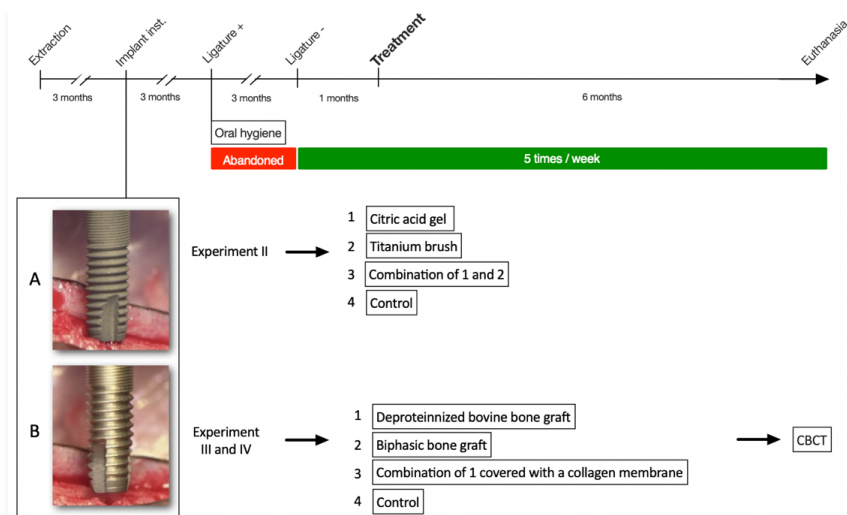 Extraction
Implant inst.
Ligature +
Ligature -
Treatment
Euthanasia
3 months
3 months
3 months
1 months
6 months
Oral hygiene
Abandoned
5 times / week
A
Experiment II
1 Citric acid gel
2 Titanium brush
3 Combination of 1 and 2
4 Control
B
Experiment
III and IV
1 Deproteinnized bovine bone graft
2 Biphasic bone graft
3 Combination of 1 covered with a collagen membrane
4 Control
CBCT